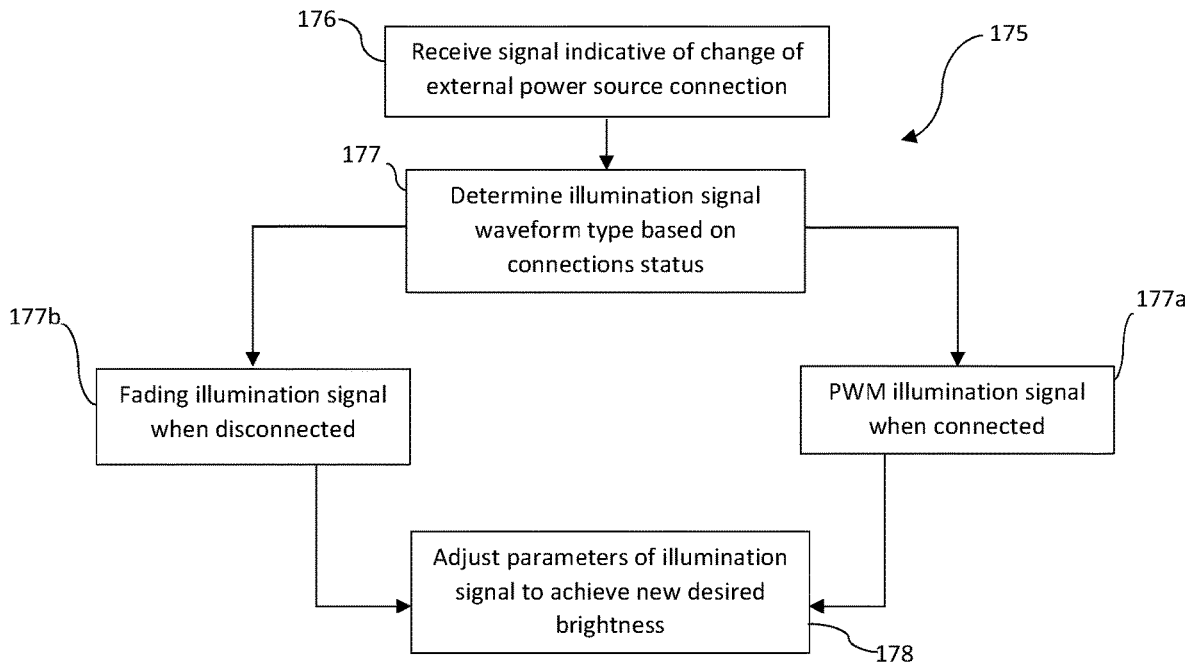 176
Receive signal indicative of change of
external power source connection
175
177
Determine illumination signal
waveform type based on
connections status
177b
Fading illumination signal
when disconnected
177a
PWM illumination signal
when connected
Adjust parameters of illumination
signal to achieve new desired
brightness
178